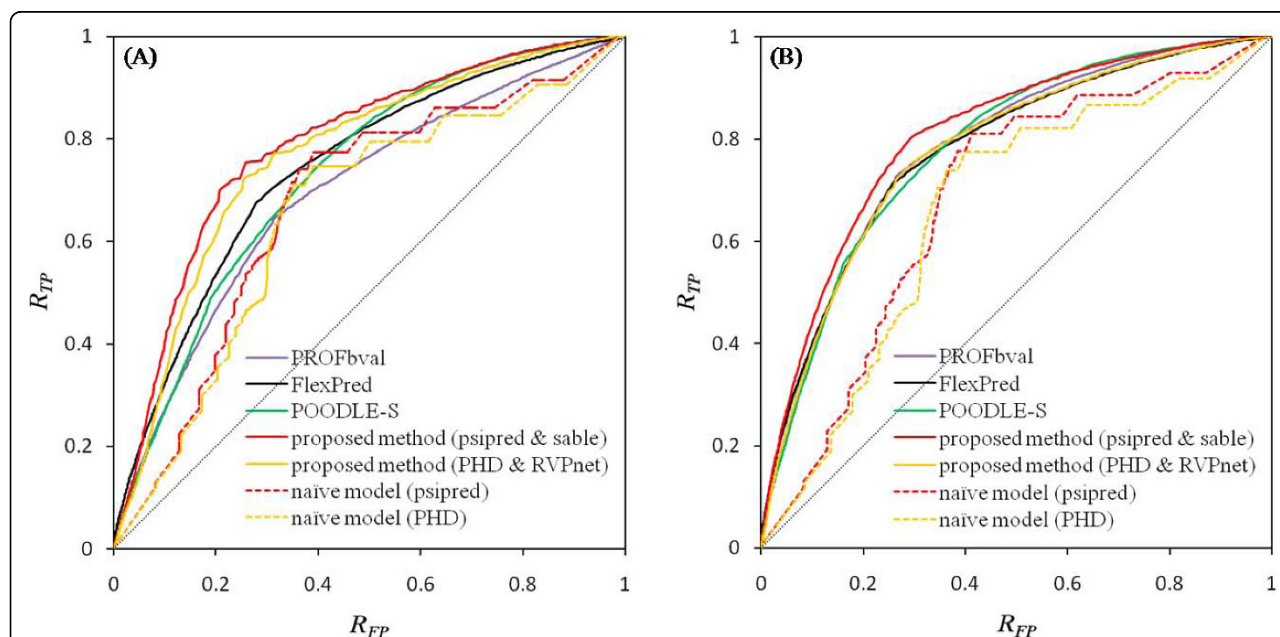 (A)
R_TP
1
0.8
0.6
0.4
0.2
0
PROFbval
FlexPred
POODLE-S
proposed method (psipred & sable)
proposed method (PHD & RVPnet)
naïve model (psipred)
naïve model (PHD)
0 0.2 0.4 0.6 0.8 1
R_FP
(B)
R_TP
1
0.8
0.6
0.4
0.2
0
PROFbval
FlexPred
POODLE-S
proposed method (psipred & sable)
proposed method (PHD & RVPnet)
naïve model (psipred)
naïve model (PHD)
0 0.2 0.4 0.6 0.8 1
R_FP